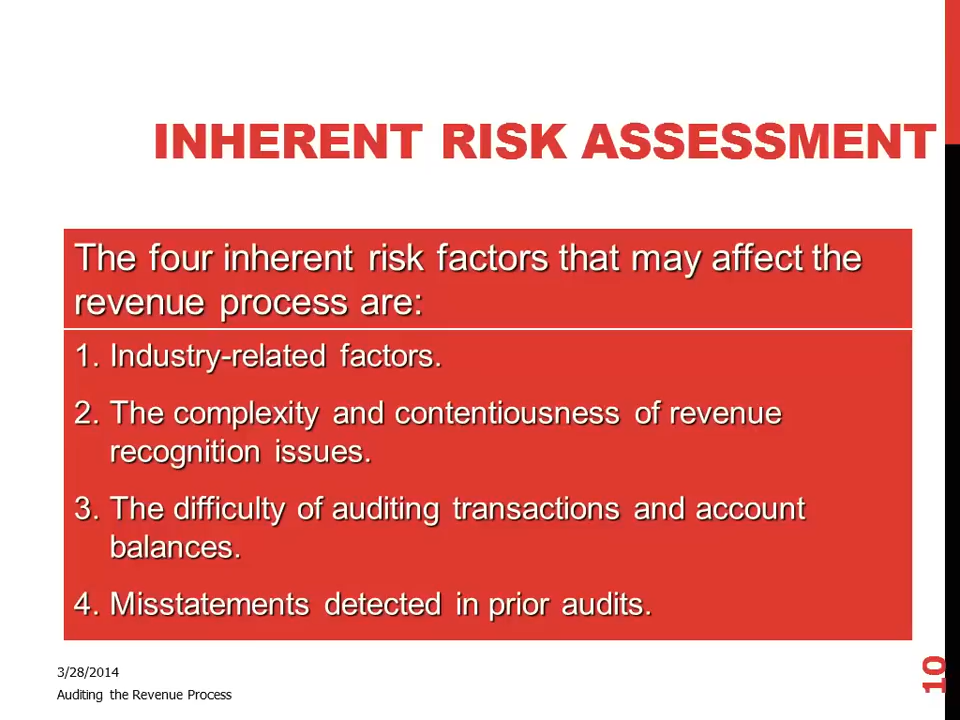 INHERENT RISK ASSESSMENT
The four inherent risk factors that may affect the
revenue process are:
1. Industry-related factors.
2. The complexity and contentiousness of revenue
recognition issues.
3. The difficulty of auditing transactions and account
balances.
4. Misstatements detected in prior audits.
3/28/2014
Auditing the Revenue Process
10